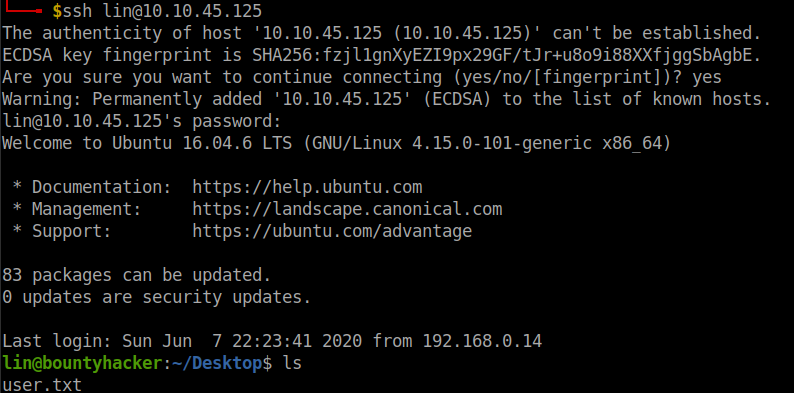 $ssh lin@10.10.45.125
The authenticity of host '10.10.45.125 (10.10.45.125)' can't be established.
ECDSA key fingerprint is SHA256:fzjl1gnXyEZI9px29GF/tJr+u8o9i88XXfjggSbAgbE.
Are you sure you want to continue connecting (yes/no/[fingerprint])? yes
Warning: Permanently added '10.10.45.125' (ECDSA) to the list of known hosts.
lin@10.10.45.125's password:
Welcome to Ubuntu 16.04.6 LTS (GNU/Linux 4.15.0-101-generic x86_64)

 * Documentation:  https://help.ubuntu.com
 * Management:     https://landscape.canonical.com
 * Support:        https://ubuntu.com/advantage

83 packages can be updated.
0 updates are security updates.

Last login: Sun Jun  7 22:23:41 2020 from 192.168.0.14
lin@bountyhacker:~/Desktop$ ls
user.txt